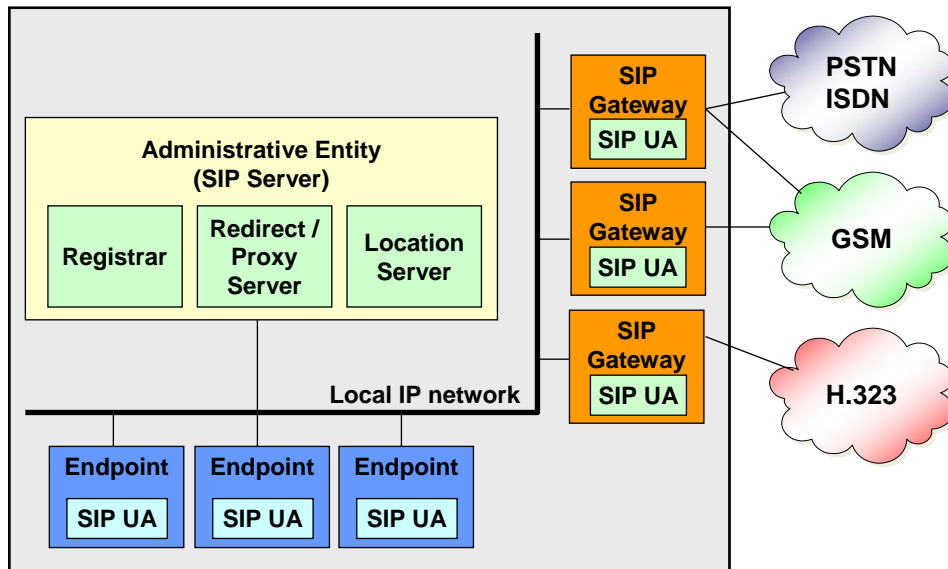 Administrative Entity
(SIP Server)
Registrar
Redirect /
Proxy
Server
Location
Server
Local IP network
Endpoint
SIP UA
Endpoint
SIP UA
Endpoint
SIP UA
SIP
Gateway
SIP UA
SIP
Gateway
SIP UA
SIP
Gateway
SIP UA
PSTN
ISDN
GSM
H.323